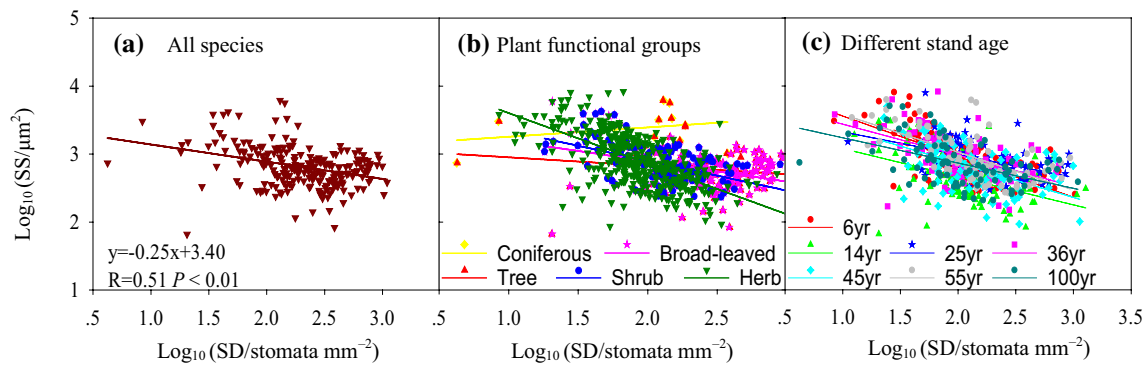 (a) All species
(b) Plant functional groups
(c) Different stand age
Log₁₀ (SS/μm²)
5
4
3
2
1
y=-0.25x+3.40
R=0.51 P < 0.01
Coniferous Broad-leaved
Tree Shrub Herb
6yr
14yr 25yr 36yr
45yr 55yr 100yr
.5 1.0 1.5 2.0 2.5 3.0 .5 1.0 1.5 2.0 2.5 .5 1.0 1.5 2.0 2.5 3.0 3.5
Log₁₀ (SD/stomata mm⁻²) Log₁₀ (SD/stomata mm⁻²) Log₁₀ (SD/stomata mm⁻²)